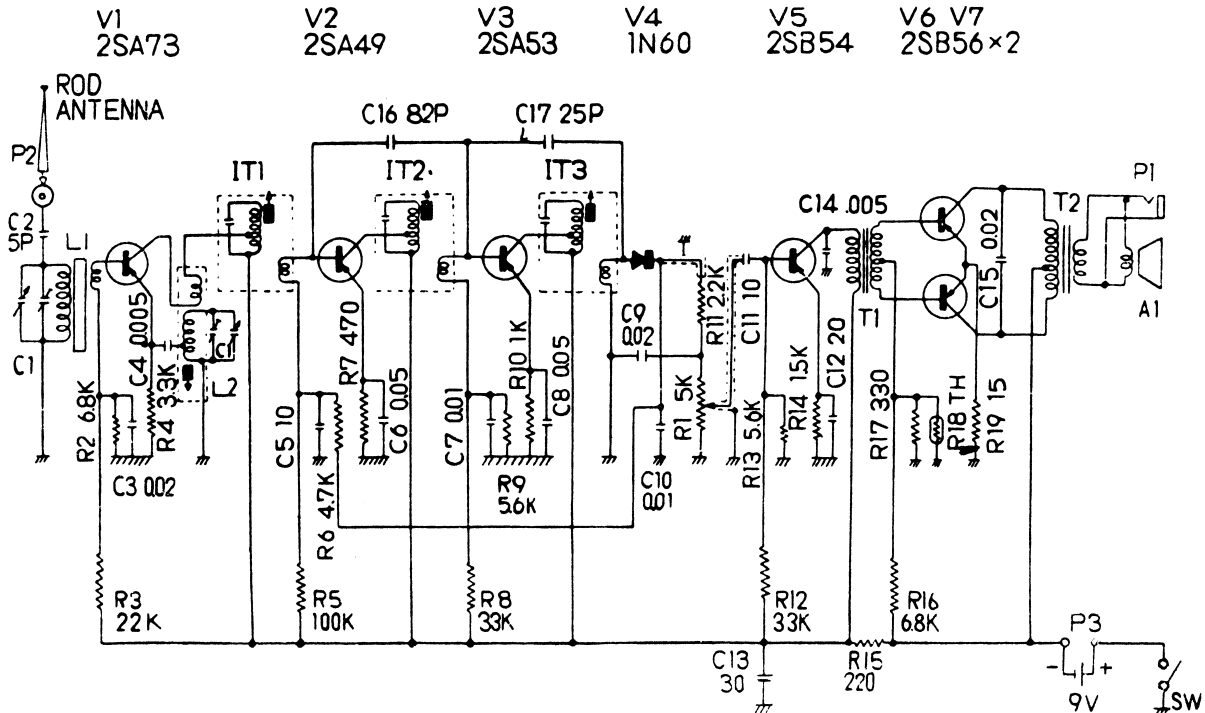 V1
2SA73
V2
2SA49
V3
2SA53
V4
1N60
V5
2SB54
V6 V7
2SB56×2
ROD
ANTENNA
P2
C2
5P
L1
C1
IT1
IT2
IT3
C16 82P
C17 25P
C14 .005
T1
T2
P1
A1
C15 0.02
C4 0.005
R4 3.3K
C1
L2
R2 6.8K
C3 0.02
R3
22K
C5 10
R6 4.7K
R7 470
C6 0.05
R5
100K
C7 0.01
R10 1K
C8 0.05
R9
5.6K
R8
33K
C9
0.02
R11 22K
R1 5K
C10
0.01
C11 10
R13 5.6K
R14 1.5K
C12 20
R12
33K
C13
30
R15
220
R17 330
R18 TH
R19 15
R16
6.8K
P3
- +
9V
SW